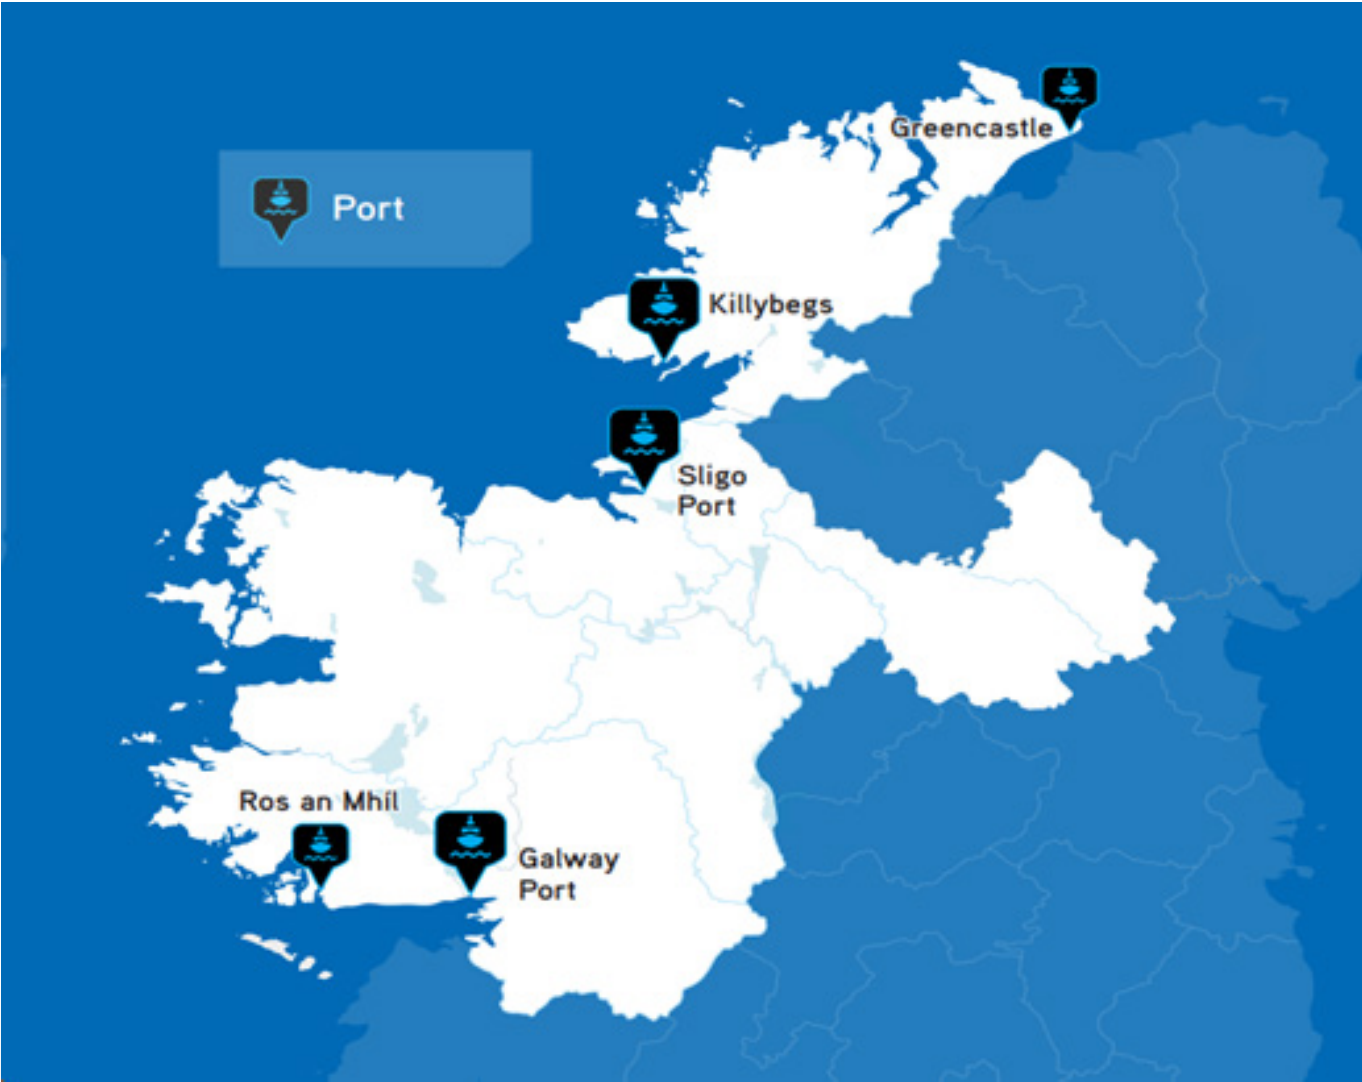 Greencastle
Port
Killybegs
Sligo
Port
Ros an Mhíl
Galway
Port